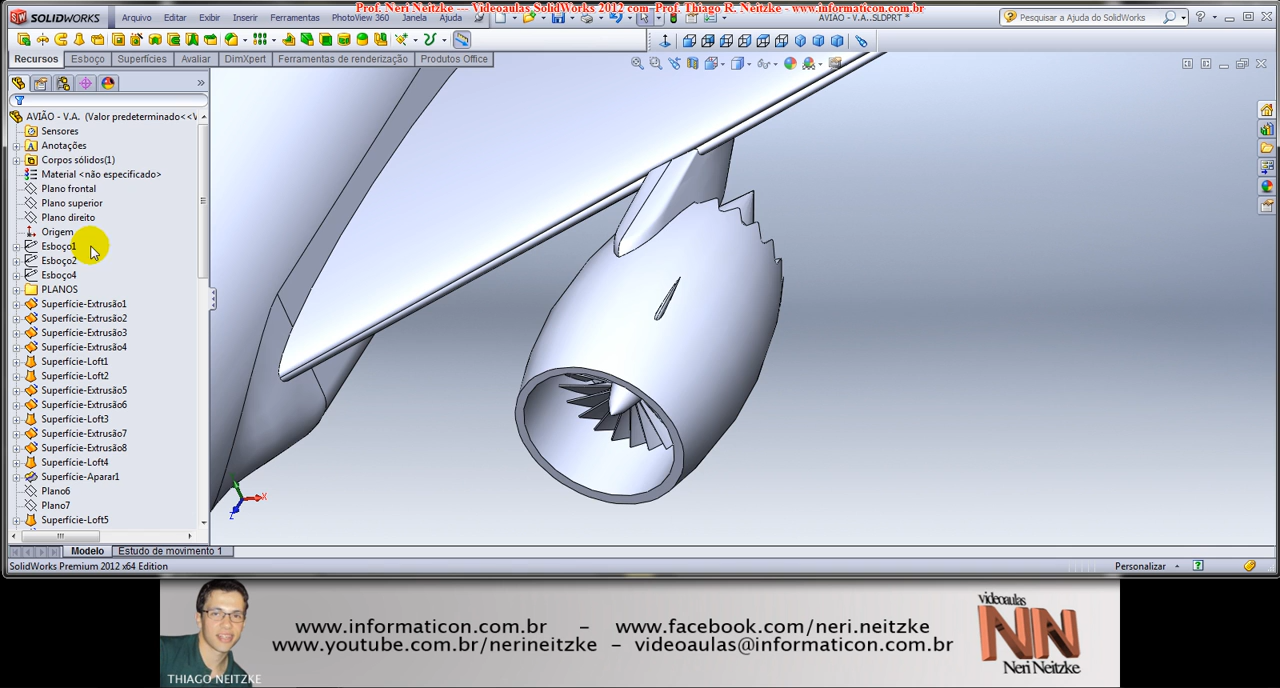 Prof. Neri Neitzke --- Videoaulas SolidWorks 2012 com Prof. Thiago R. Neitzke - www.informaticon.com.br
SOLIDWORKS
Arquivo Editar Exibir Inserir Ferramentas PhotoView 360 Janela Ajuda
AVIAO - V.A..SLDPRT *
Pesquisar a Ajuda do SolidWorks
Recursos Esboço Superfícies Avaliar DimXpert Ferramentas de renderização Produtos Office
AVIÃO - V.A. (Valor predeterminado<<V
Sensores
Anotações
Corpos sólidos(1)
Material <não especificado>
Plano frontal
Plano superior
Plano direito
Origem
Esboço1
Esboço2
Esboço4
PLANOS
Superfície-Extrusão1
Superfície-Extrusão2
Superfície-Extrusão3
Superfície-Extrusão4
Superfície-Loft1
Superfície-Loft2
Superfície-Extrusão5
Superfície-Extrusão6
Superfície-Loft3
Superfície-Extrusão7
Superfície-Extrusão8
Superfície-Loft4
Superfície-Aparar1
Plano6
Plano7
Superfície-Loft5
X
Z
Modelo Estudo de movimento 1
SolidWorks Premium 2012 x64 Edition
Personalizar
www.informaticon.com.br - www.facebook.com/neri.neitzke
www.youtube.com.br/nerineitzke - videoaulas@informaticon.com.br
THIAGO NEITZKE
videoaulas
NN
Neri Neitzke